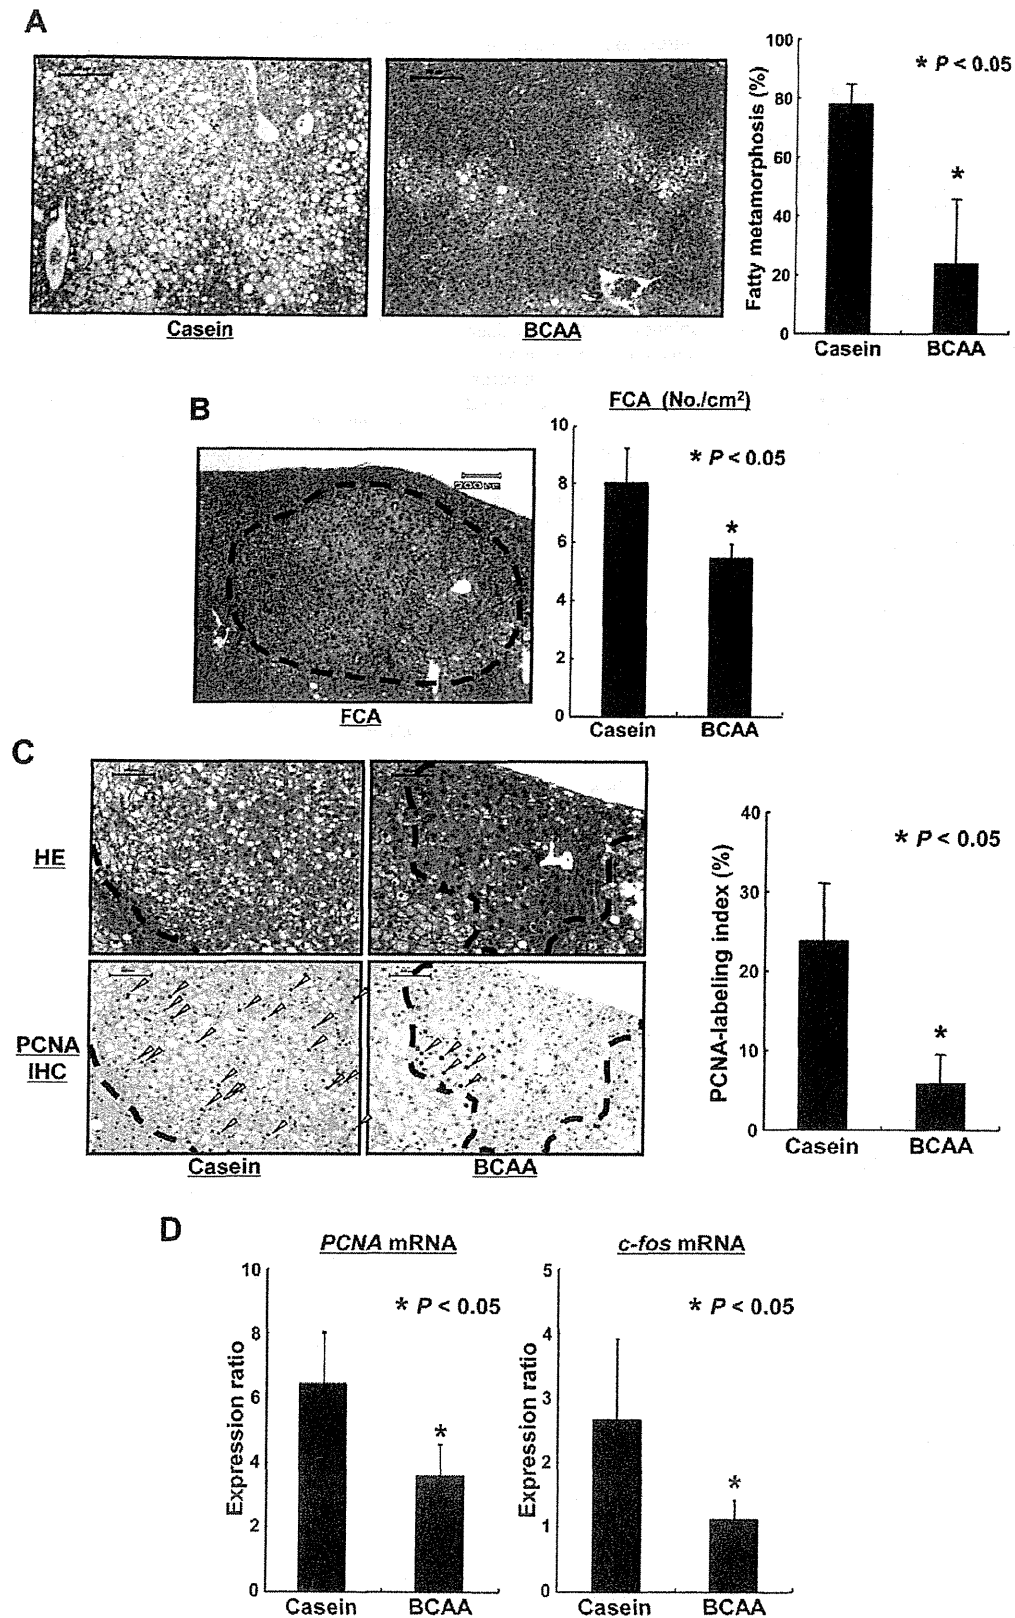 A
100
80
60
40
20
0
Fatty metamorphosis (%)
* P < 0.05
*
Casein
BCAA
Casein
BCAA
B
FCA (No./cm²)
10
8
6
4
2
0
* P < 0.05
*
200um
FCA
Casein
BCAA
C
HE
PCNA
IHC
Casein
BCAA
40
30
20
10
0
PCNA-labeling index (%)
* P < 0.05
*
Casein
BCAA
D
PCNA mRNA
10
8
6
4
2
0
Expression ratio
* P < 0.05
*
Casein
BCAA
c-fos mRNA
5
4
3
2
1
0
Expression ratio
* P < 0.05
*
Casein
BCAA